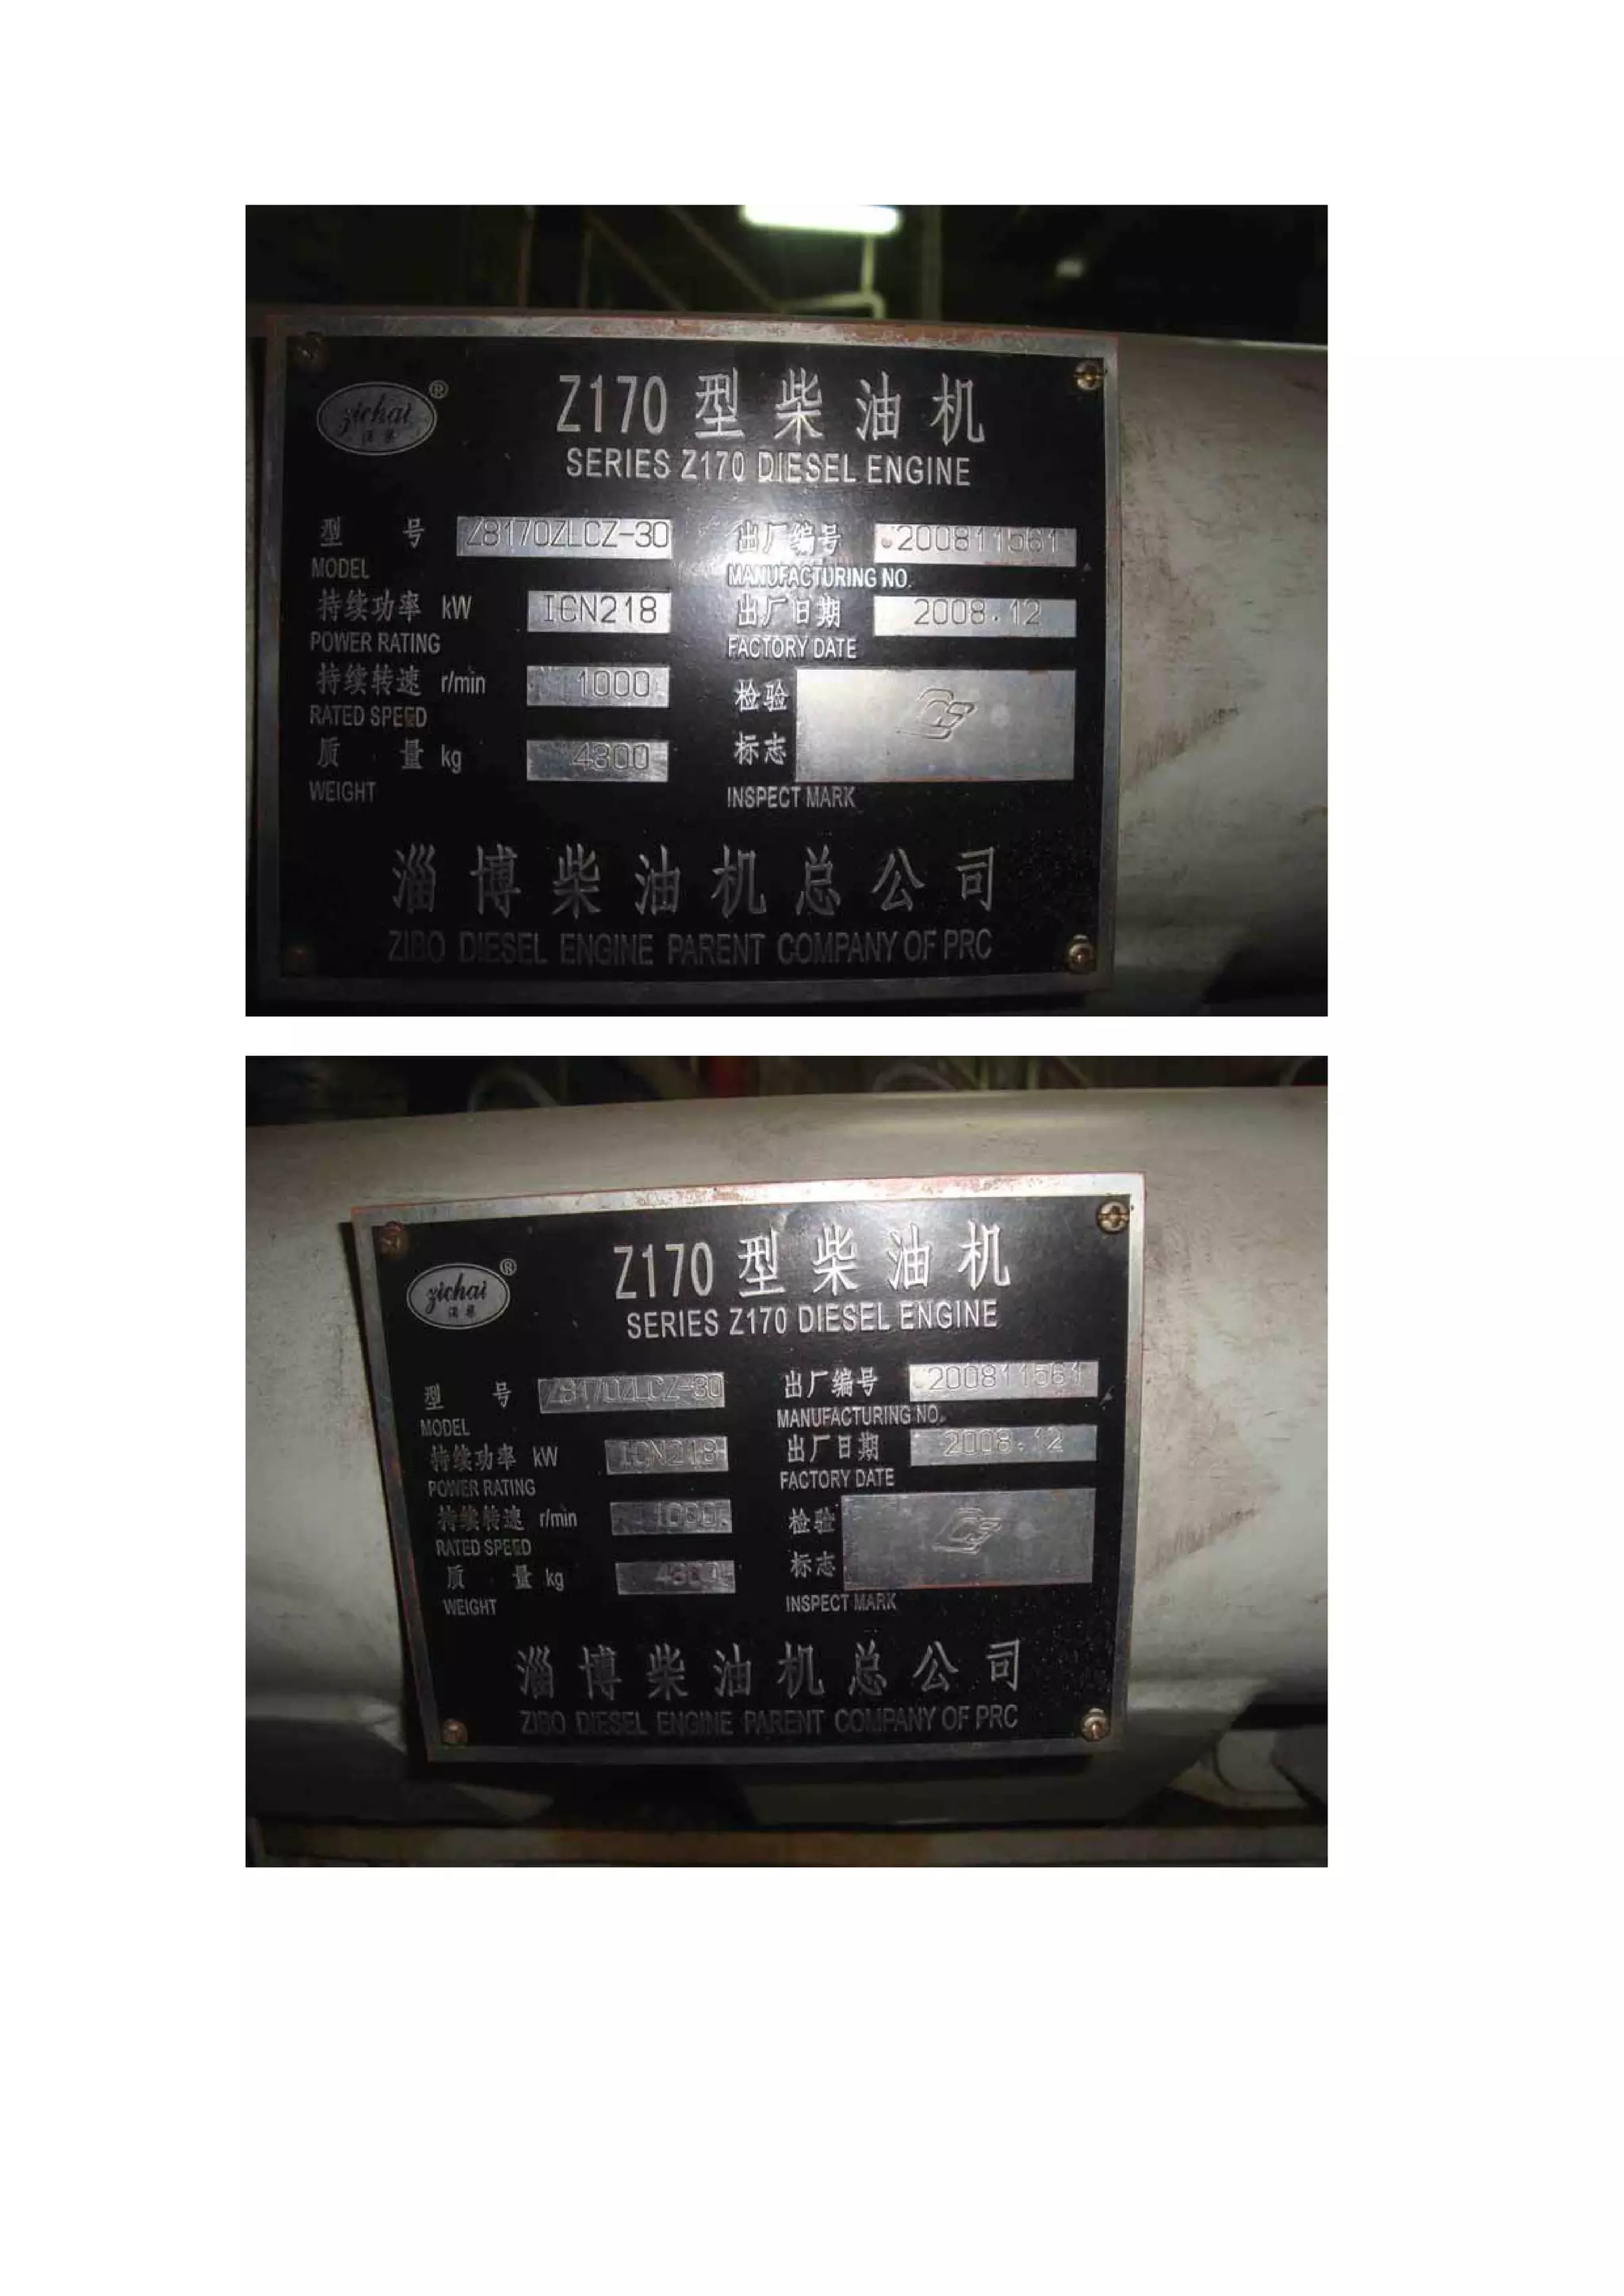 zichai ®
淄柴
Z170 型柴油机
SERIES Z170 DIESEL ENGINE
型 号 Z8170ZLCZ-30
MODEL
持续功率 kW ICN218
POWER RATING
持续转速 r/min 1000
RATED SPEED
质 量 kg 4300
WEIGHT
出厂编号 200811561
MANUFACTURING NO.
出厂日期 2008.12
FACTORY DATE
检验
标志
INSPECT MARK
淄博柴油机总公司
ZIBO DIESEL ENGINE PARENT COMPANY OF PRC
zichai ®
淄柴
Z170 型柴油机
SERIES Z170 DIESEL ENGINE
型 号 Z8170ZLCZ-30
MODEL
持续功率 kW ICN218
POWER RATING
持续转速 r/min 1000
RATED SPEED
质 量 kg 4300
WEIGHT
出厂编号 200811561
MANUFACTURING NO.
出厂日期 2008.12
FACTORY DATE
检验
标志
INSPECT MARK
淄博柴油机总公司
ZIBO DIESEL ENGINE PARENT COMPANY OF PRC